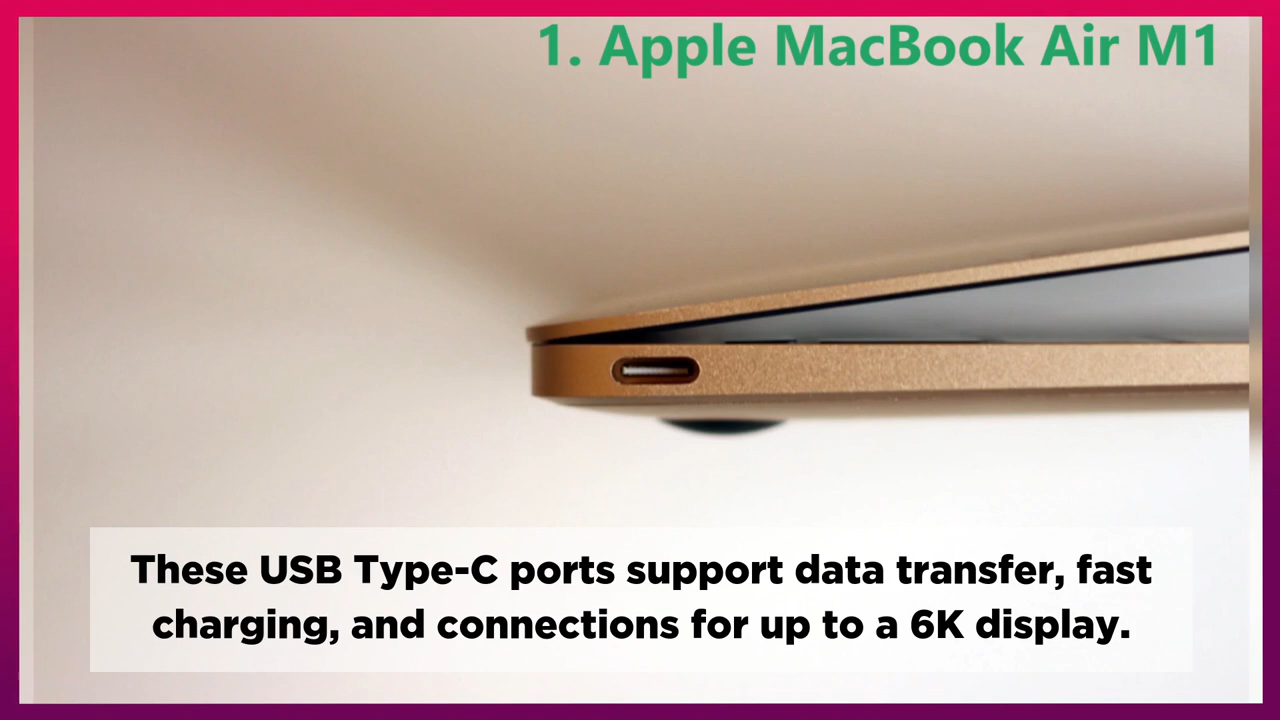 1. Apple MacBook Air M1
These USB Type-C ports support data transfer, fast
charging, and connections for up to a 6K display.